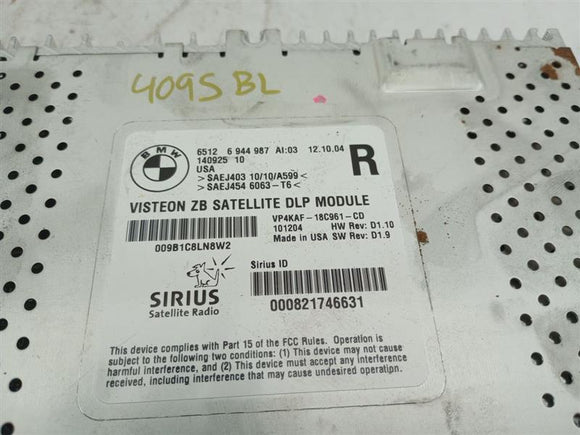 409S BL
BMW
6512 6 944 987 AI:03 12.10.04
140925 10
USA
>SAEJ403 10/10/A599<
>SAEJ454 6063-T6<
R
VISTEON ZB SATELLITE DLP MODULE
009B1C8LN8W2
VP4KAF-18C961-CD
101204 HW Rev: D1.10
Made in USA SW Rev: D1.9
SIRIUS
Satellite Radio
Sirius ID
000821746631
This device complies with Part 15 of the FCC Rules. Operation is
subject to the following two conditions: (1) This device may not cause
harmful interference, and (2) This device must accept any interference
received, including interference that may cause undesired operation.